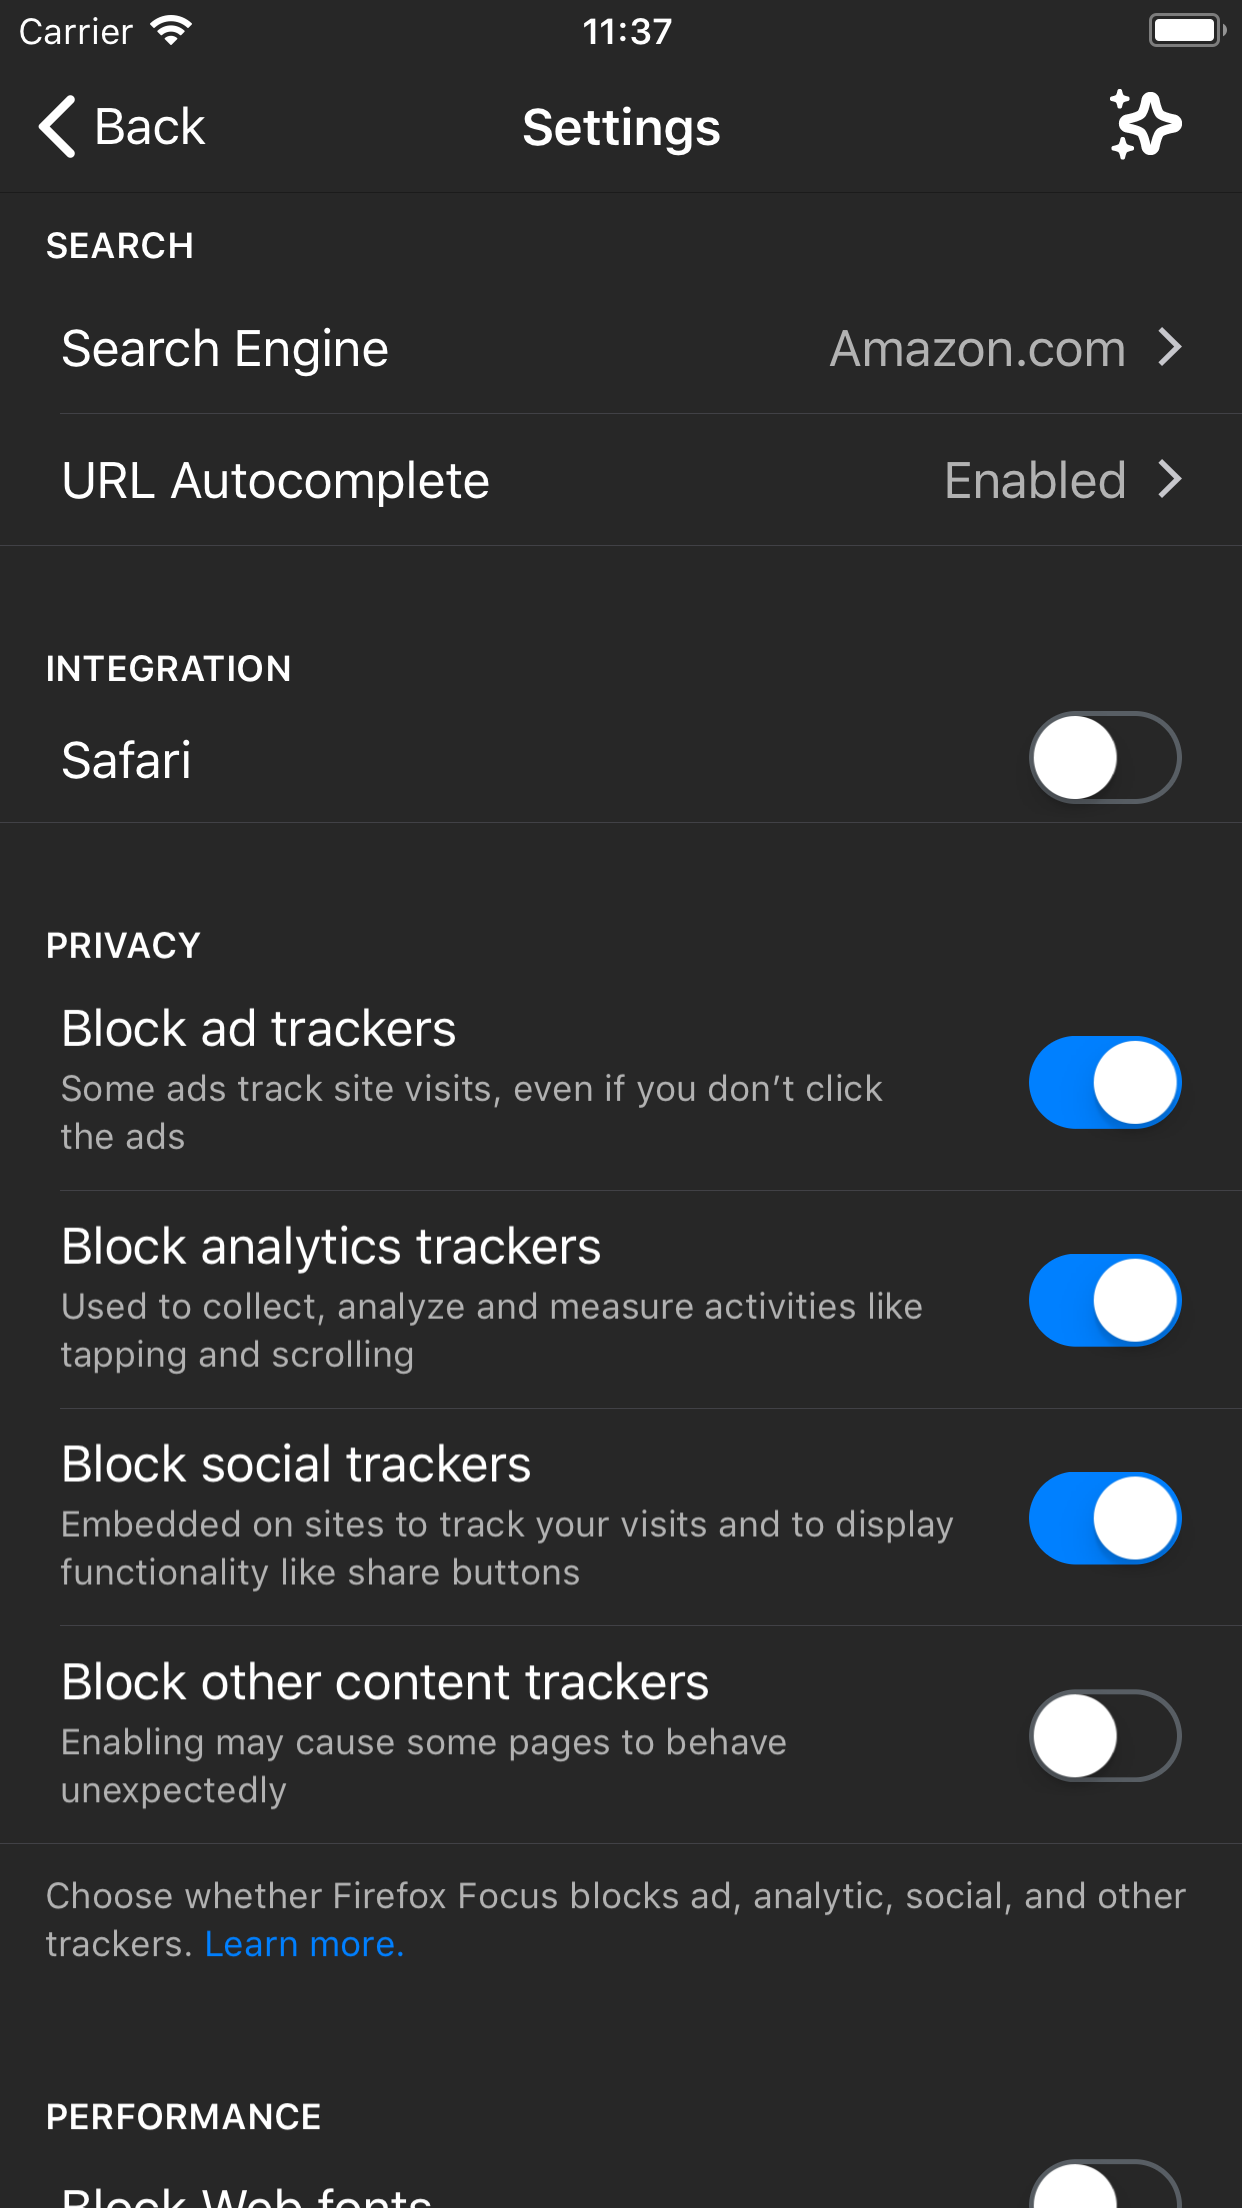 Carrier
11:37
Back
Settings
SEARCH
Search Engine
Amazon.com
URL Autocomplete
Enabled
INTEGRATION
Safari
PRIVACY
Block ad trackers
Some ads track site visits, even if you don’t click
the ads
Block analytics trackers
Used to collect, analyze and measure activities like
tapping and scrolling
Block social trackers
Embedded on sites to track your visits and to display
functionality like share buttons
Block other content trackers
Enabling may cause some pages to behave
unexpectedly
Choose whether Firefox Focus blocks ad, analytic, social, and other
trackers. Learn more.
PERFORMANCE
Block Web fonts